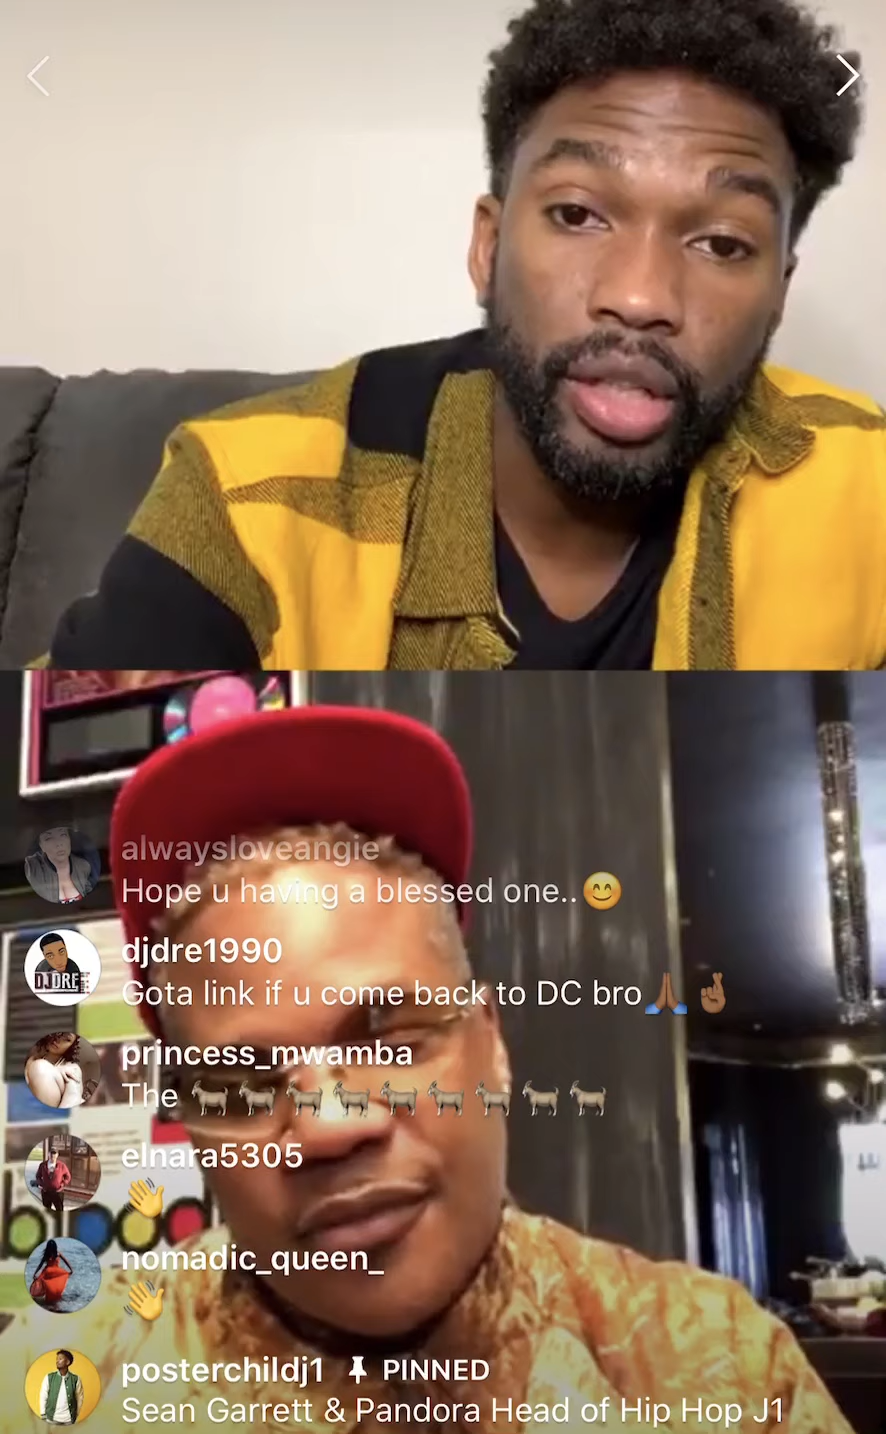 alwaysloveangie
Hope u having a blessed one..😊
djdre1990
DJDRE
Gota link if u come back to DC bro🙏🏾🤞🏾
princess_mwamba
The 🐐🐐🐐🐐🐐🐐🐐🐐🐐
elnara5305
👋
nomadic_queen_
👋
posterchildj1 📌 PINNED
Sean Garrett & Pandora Head of Hip Hop J1